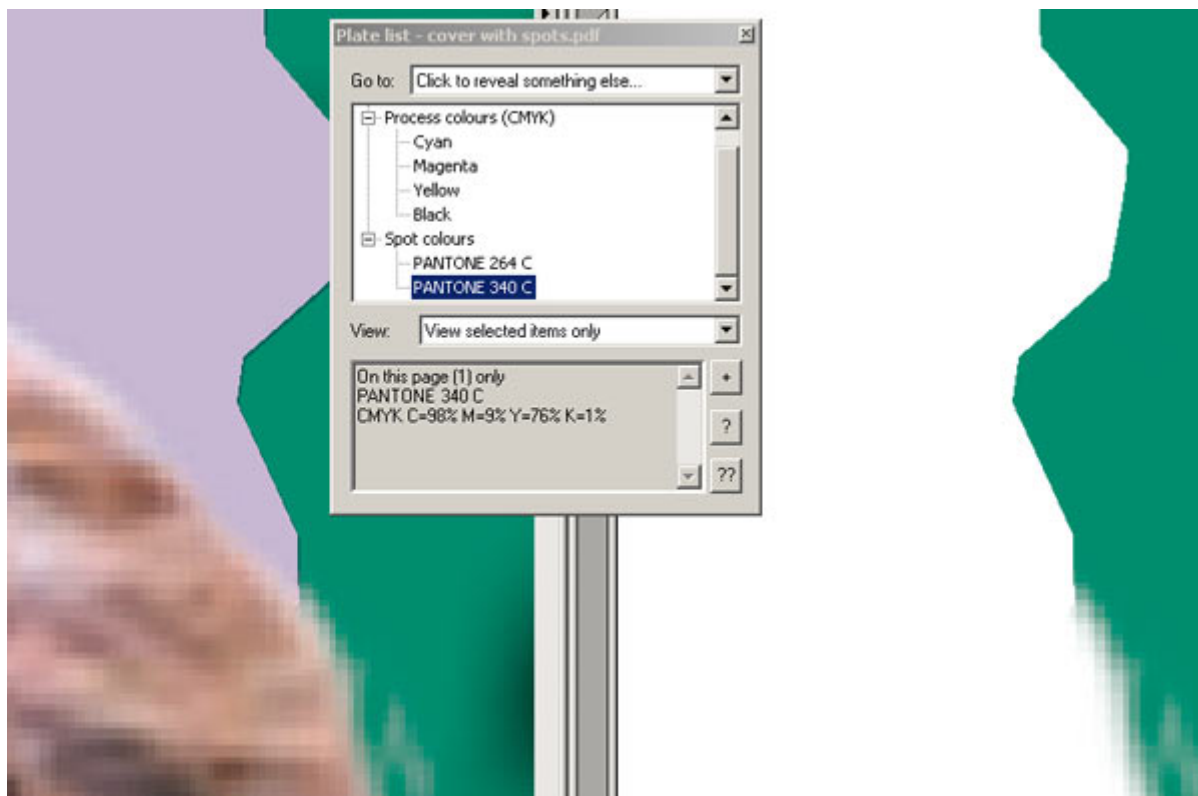 Plate list - cover with spots.pdf
Go to: Click to reveal something else...
Process colours (CMYK)
Cyan
Magenta
Yellow
Black
Spot colours
PANTONE 264 C
PANTONE 340 C
View: View selected items only
On this page (1) only
PANTONE 340 C
CMYK C=98% M=9% Y=76% K=1%
+
?
??